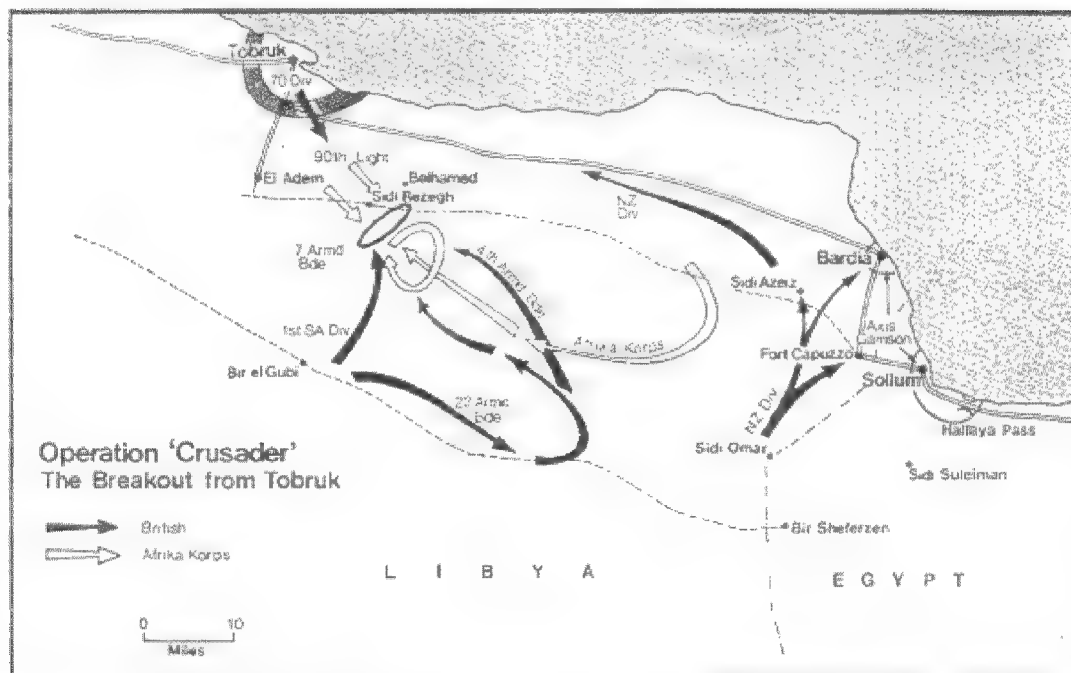 Tobruk
70 Div
90th Light
El Adem
Belhamed
Sidi Rezegh
NZ
Div
7 Armd
Bde
4th Armd Bde
Bardia
Sidi Azeiz
1st SA Div
Afrika Korps
Axis
Garrison
Fort Capuzzo
Bir el Gubi
Sollum
22 Armd
Bde
NZ Div
Halfaya Pass
Sidi Omar
Sidi Suleiman
Operation ‘Crusader’
The Breakout from Tobruk
British
Bir Sheferzen
Afrika Korps
LIBYA
EGYPT
0 10
Miles